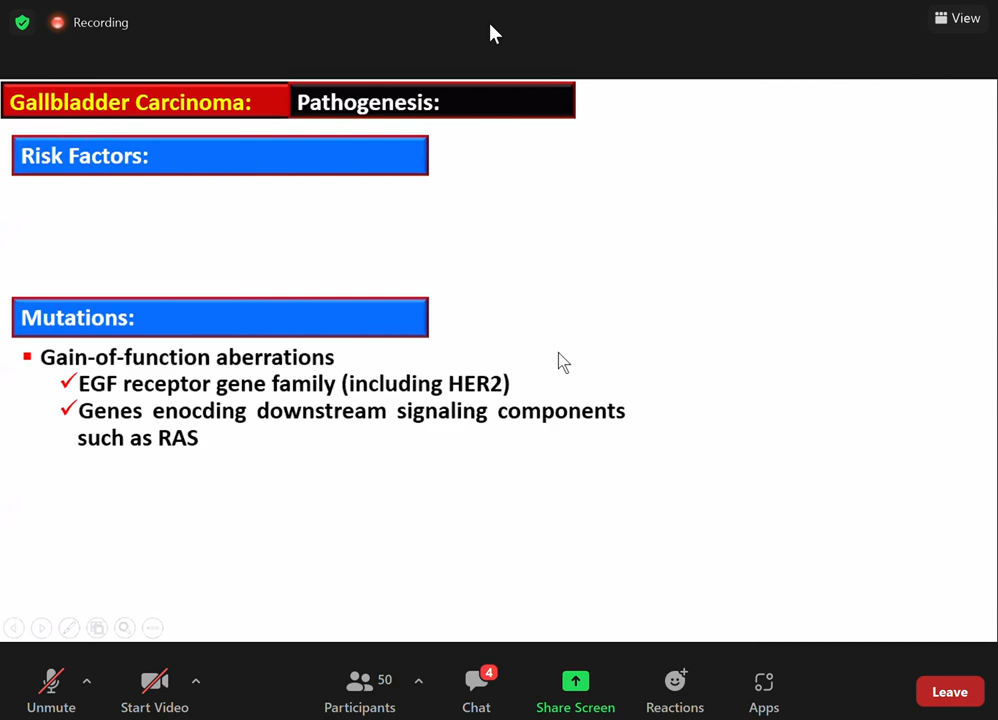 Recording
View
Gallbladder Carcinoma: Pathogenesis:
Risk Factors:
Mutations:
Gain-of-function aberrations
EGF receptor gene family (including HER2)
Genes enocding downstream signaling components
such as RAS
50
4
Unmute
Start Video
Participants
Chat
Share Screen
Reactions
Apps
Leave